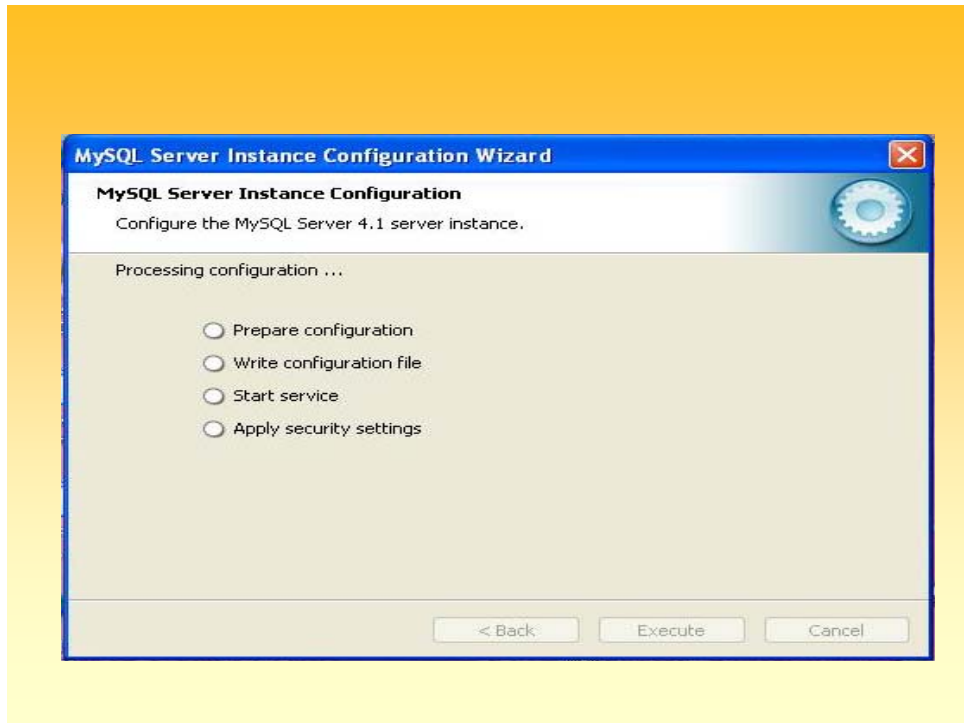 MySQL Server Instance Configuration Wizard
MySQL Server Instance Configuration
Configure the MySQL Server 4.1 server instance.
Processing configuration ...
Prepare configuration
Write configuration file
Start service
Apply security settings
< Back Execute Cancel